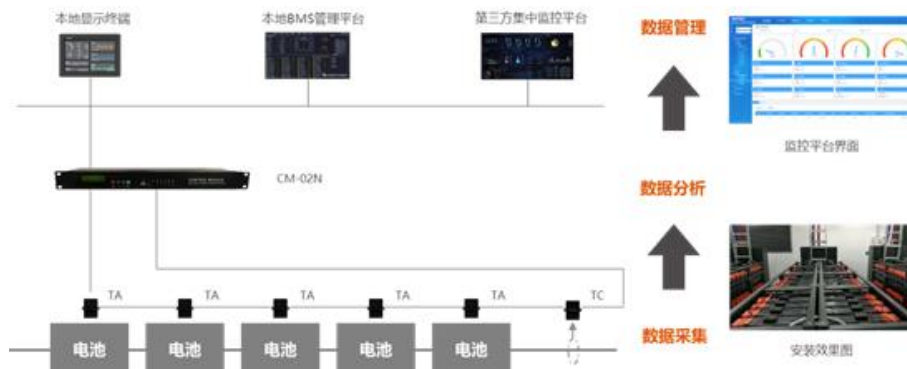 本地显示终端
本地BMS管理平台
第三方集中监控平台
数据管理
监控平台界面
CM-02N
数据分析
TA
TA
TA
TA
TA
TC
电池
电池
电池
电池
电池
数据采集
安装效果图